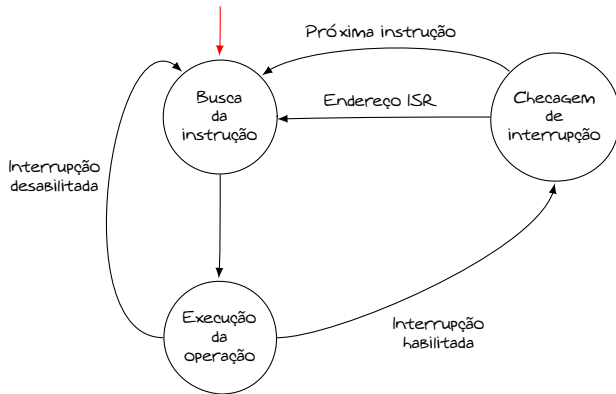 Próxima instrução
Busca
da
instrução
Endereço ISR
Checagem
de
interrupção
Interrupção
desabilitada
Execução
da
operação
Interrupção
habilitada